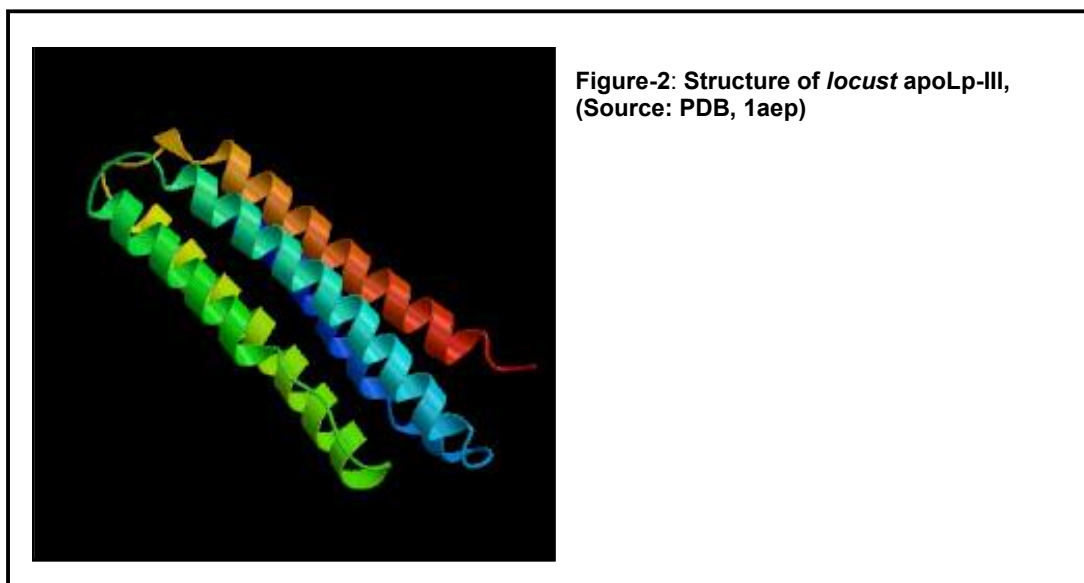 Figure-2: Structure of locust apoLp-III,
(Source: PDB, 1aep)